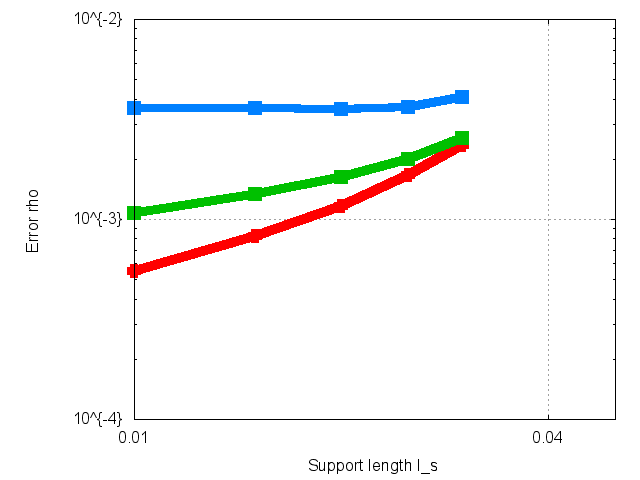 10^{-2}
Error rho
10^{-3}
10^{-4}
0.01
0.04
Support length l_s